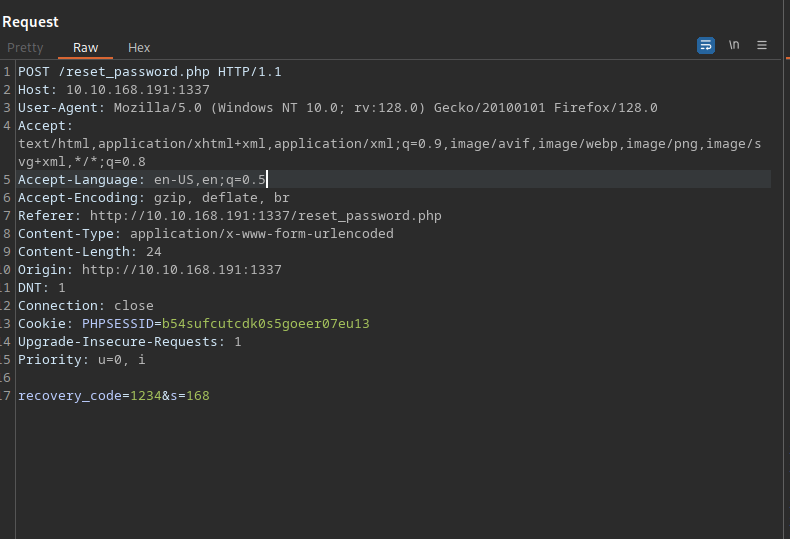 Request
Pretty Raw Hex
\n
1 POST /reset_password.php HTTP/1.1
2 Host: 10.10.168.191:1337
3 User-Agent: Mozilla/5.0 (Windows NT 10.0; rv:128.0) Gecko/20100101 Firefox/128.0
4 Accept:
text/html,application/xhtml+xml,application/xml;q=0.9,image/avif,image/webp,image/png,image/s
vg+xml,*/*;q=0.8
5 Accept-Language: en-US,en;q=0.5
6 Accept-Encoding: gzip, deflate, br
7 Referer: http://10.10.168.191:1337/reset_password.php
8 Content-Type: application/x-www-form-urlencoded
9 Content-Length: 24
10 Origin: http://10.10.168.191:1337
11 DNT: 1
12 Connection: close
13 Cookie: PHPSESSID=b54sufcutcdk0s5goeer07eu13
14 Upgrade-Insecure-Requests: 1
15 Priority: u=0, i
16
17 recovery_code=1234&s=168